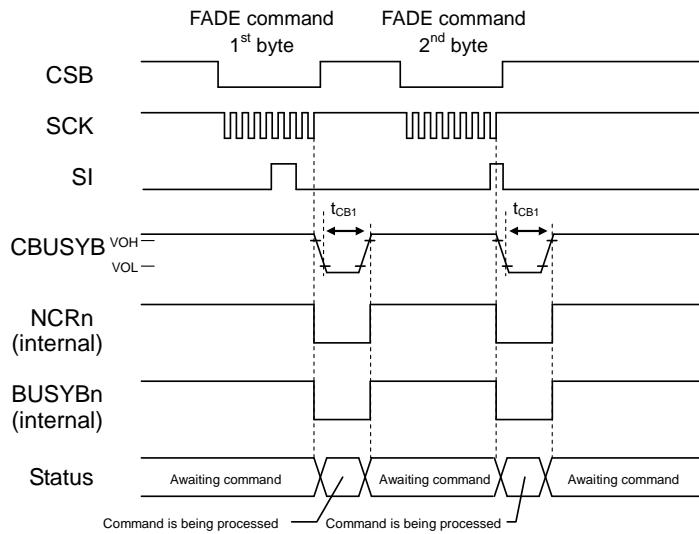 FADE command
1st byte
FADE command
2nd byte
CSB
SCK
SI
tCB1
tCB1
CBUSYB
VOH
VOL
NCRn
(internal)
BUSYBn
(internal)
Status
Awaiting command
Awaiting command
Awaiting command
Command is being processed
Command is being processed